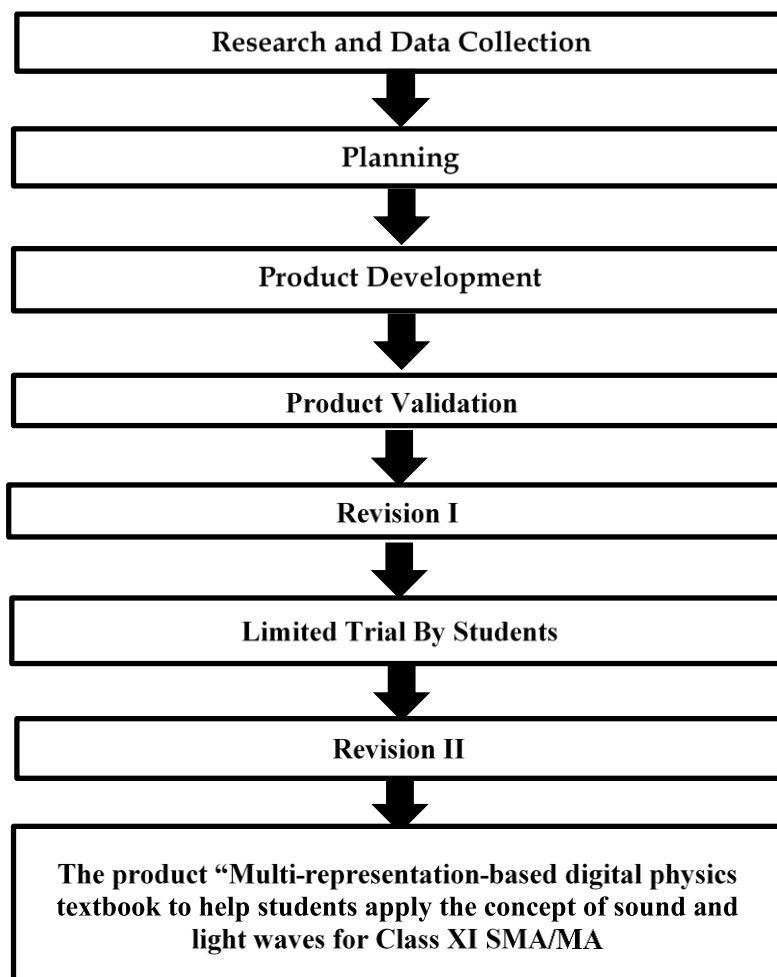 Research and Data Collection
Planning
Product Development
Product Validation
Revision I
Limited Trial By Students
Revision II
The product “Multi-representation-based digital physics
textbook to help students apply the concept of sound and
light waves for Class XI SMA/MA